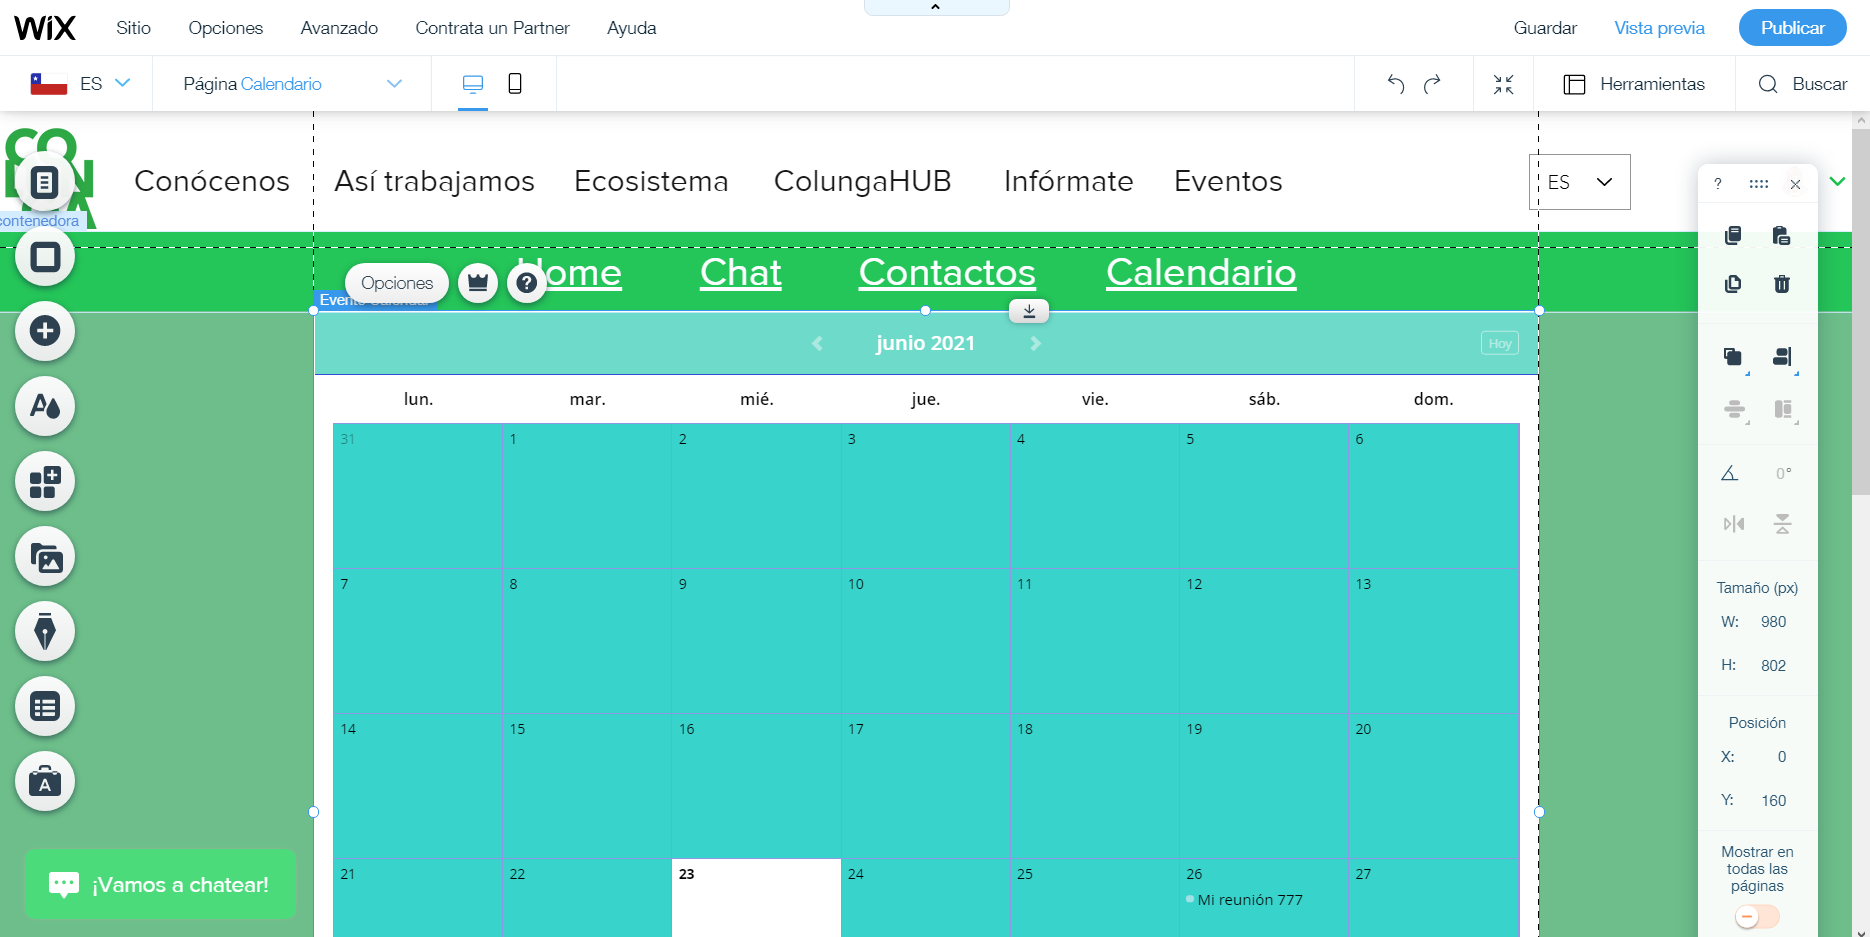 WiX Sitio Opciones Avanzado Contrata un Partner Ayuda Guardar Vista previa Publicar
ES Página Calendario Herramientas Buscar
CO
Conócenos Así trabajamos Ecosistema ColungaHUB Infórmate Eventos ES
contenedora
Home Chat Contactos Calendario
Opciones
junio 2021 Hoy
lun. mar. mié. jue. vie. sáb. dom.
31 1 2 3 4 5 6
7 8 9 10 11 12 13
14 15 16 17 18 19 20
21 22 23 24 25 26 27
Mi reunión 777
¡Vamos a chatear!
?
0°
Tamaño (px)
W: 980
H: 802
Posición
X: 0
Y: 160
Mostrar en
todas las
páginas